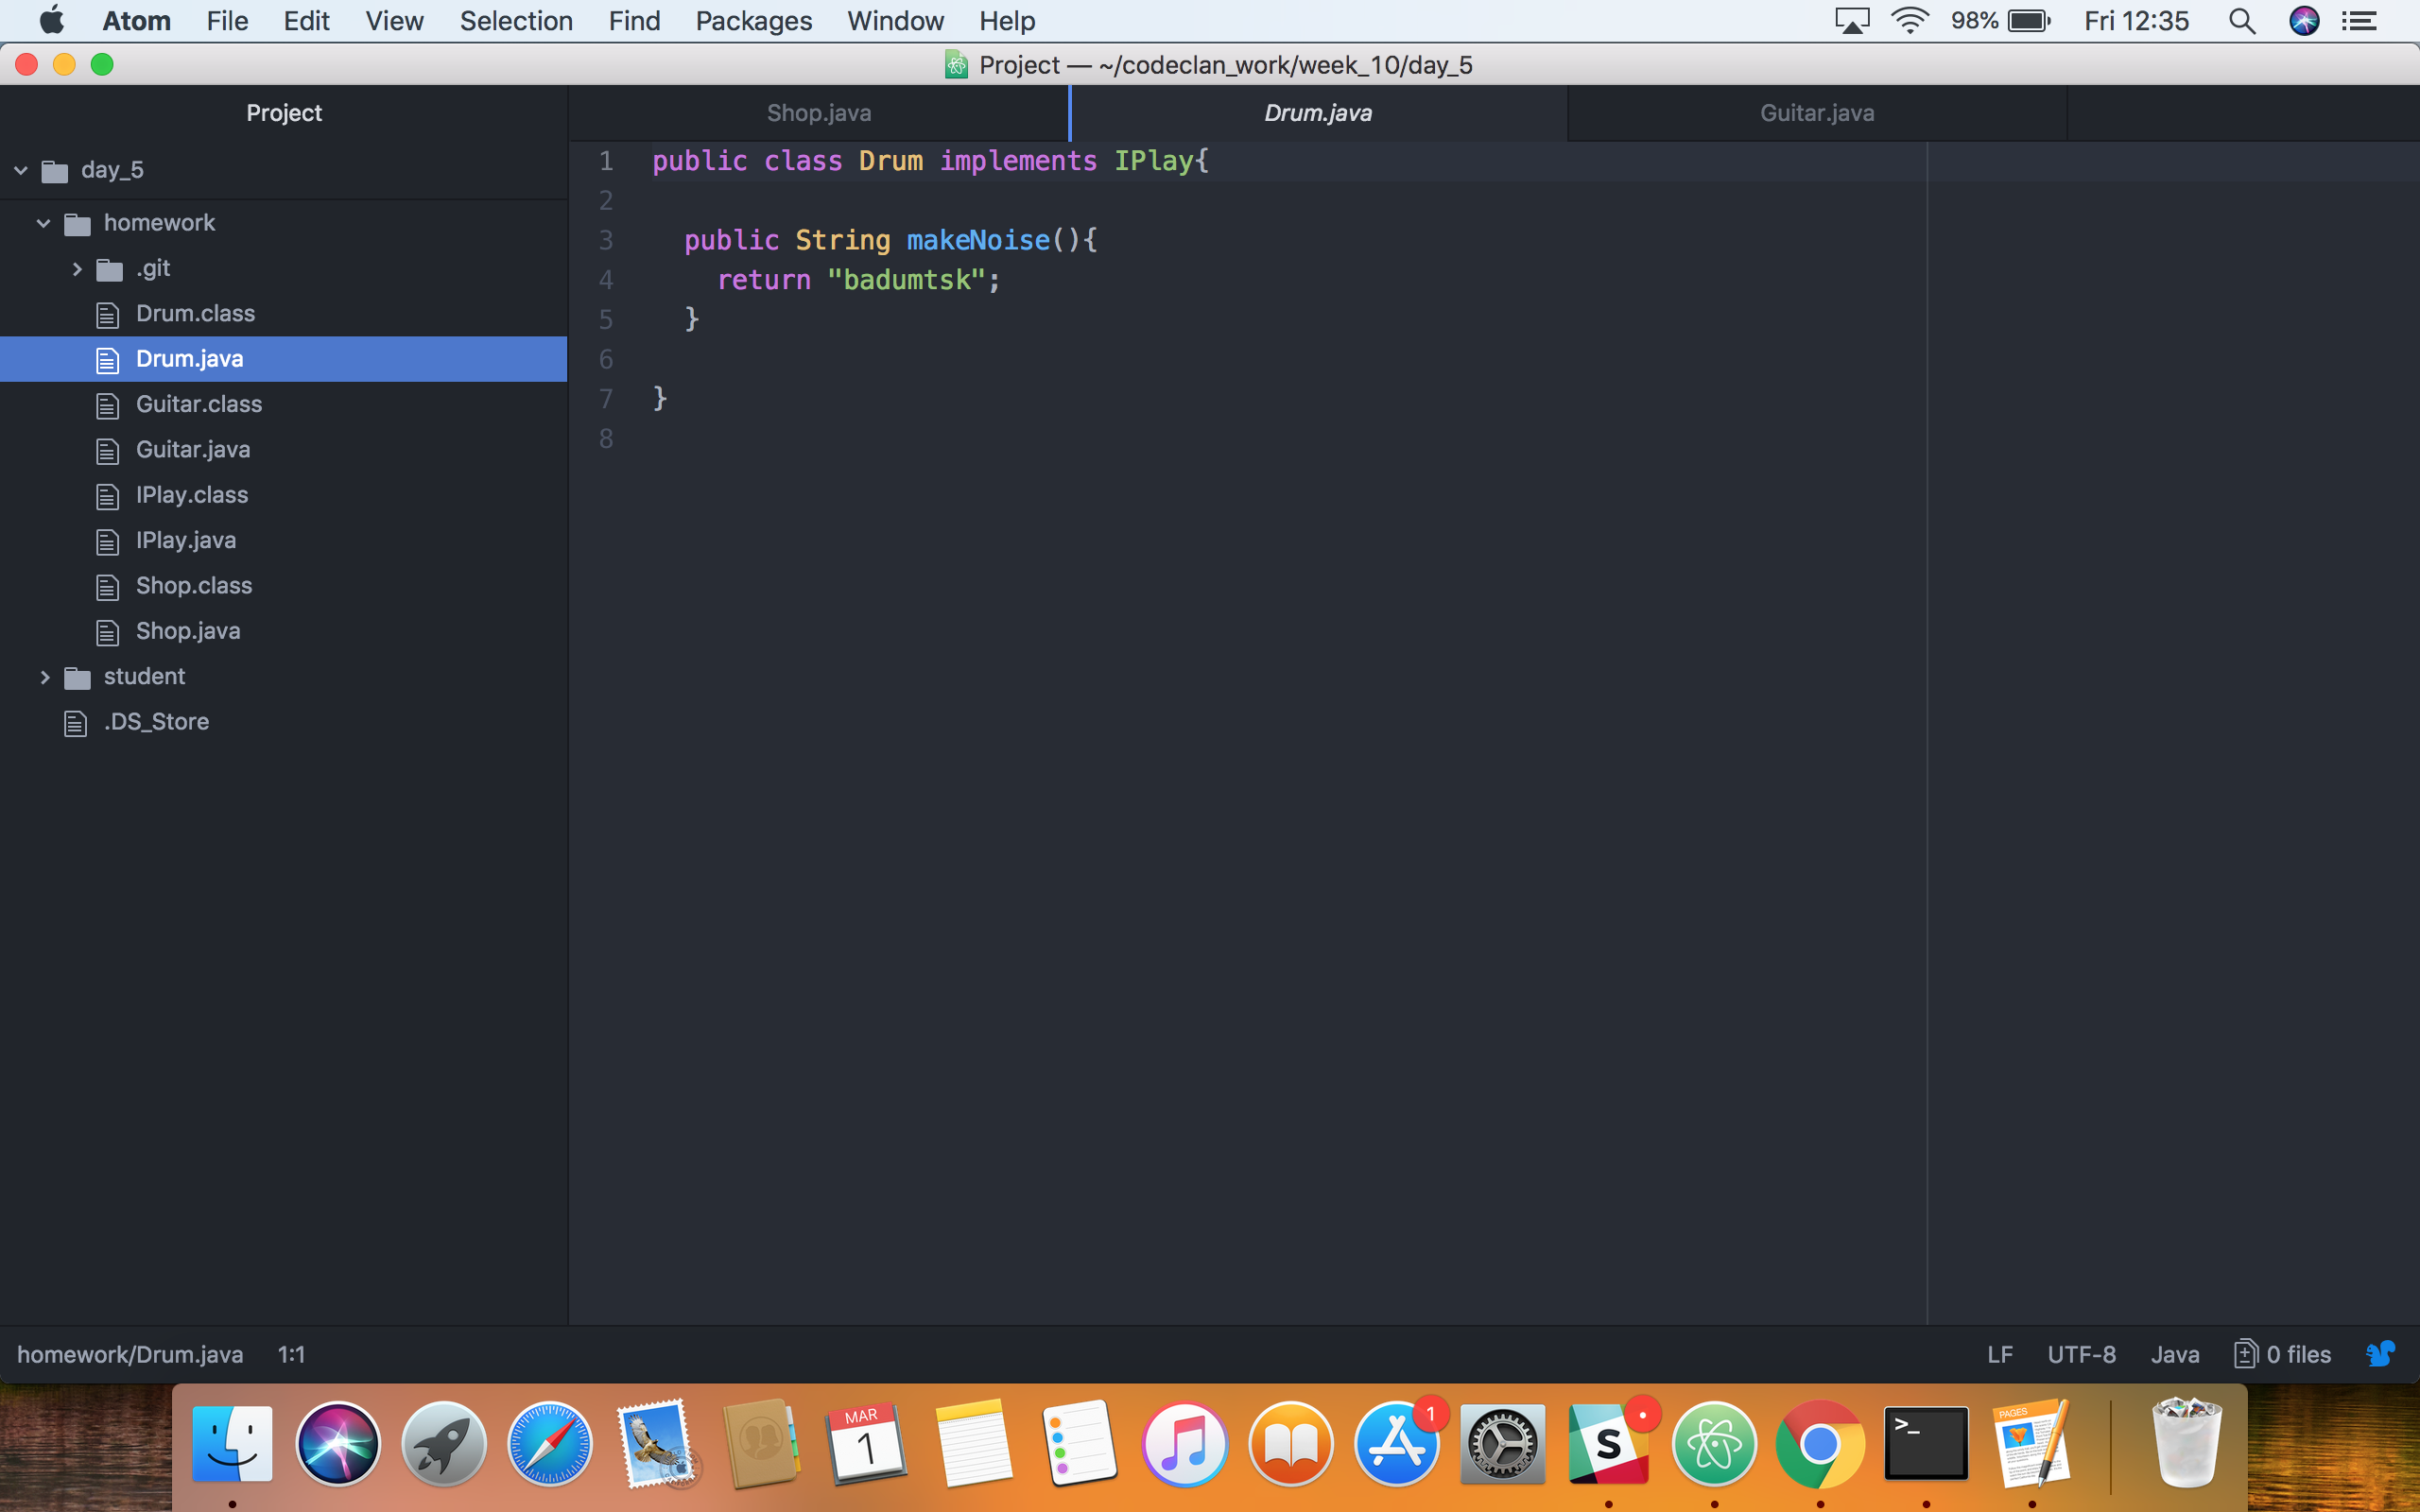 Atom File Edit View Selection Find Packages Window Help 98% Fri 12:35
Project — ~/codeclan_work/week_10/day_5
Project Shop.java Drum.java Guitar.java
day_5
homework
.git
Drum.class
Drum.java
Guitar.class
Guitar.java
IPlay.class
IPlay.java
Shop.class
Shop.java
student
.DS_Store
1 public class Drum implements IPlay{
2
3 public String makeNoise(){
4 return "badumtsk";
5 }
6
7 }
8
homework/Drum.java 1:1 LF UTF-8 Java 0 files
MAR
1
1
S
>_
PAGES